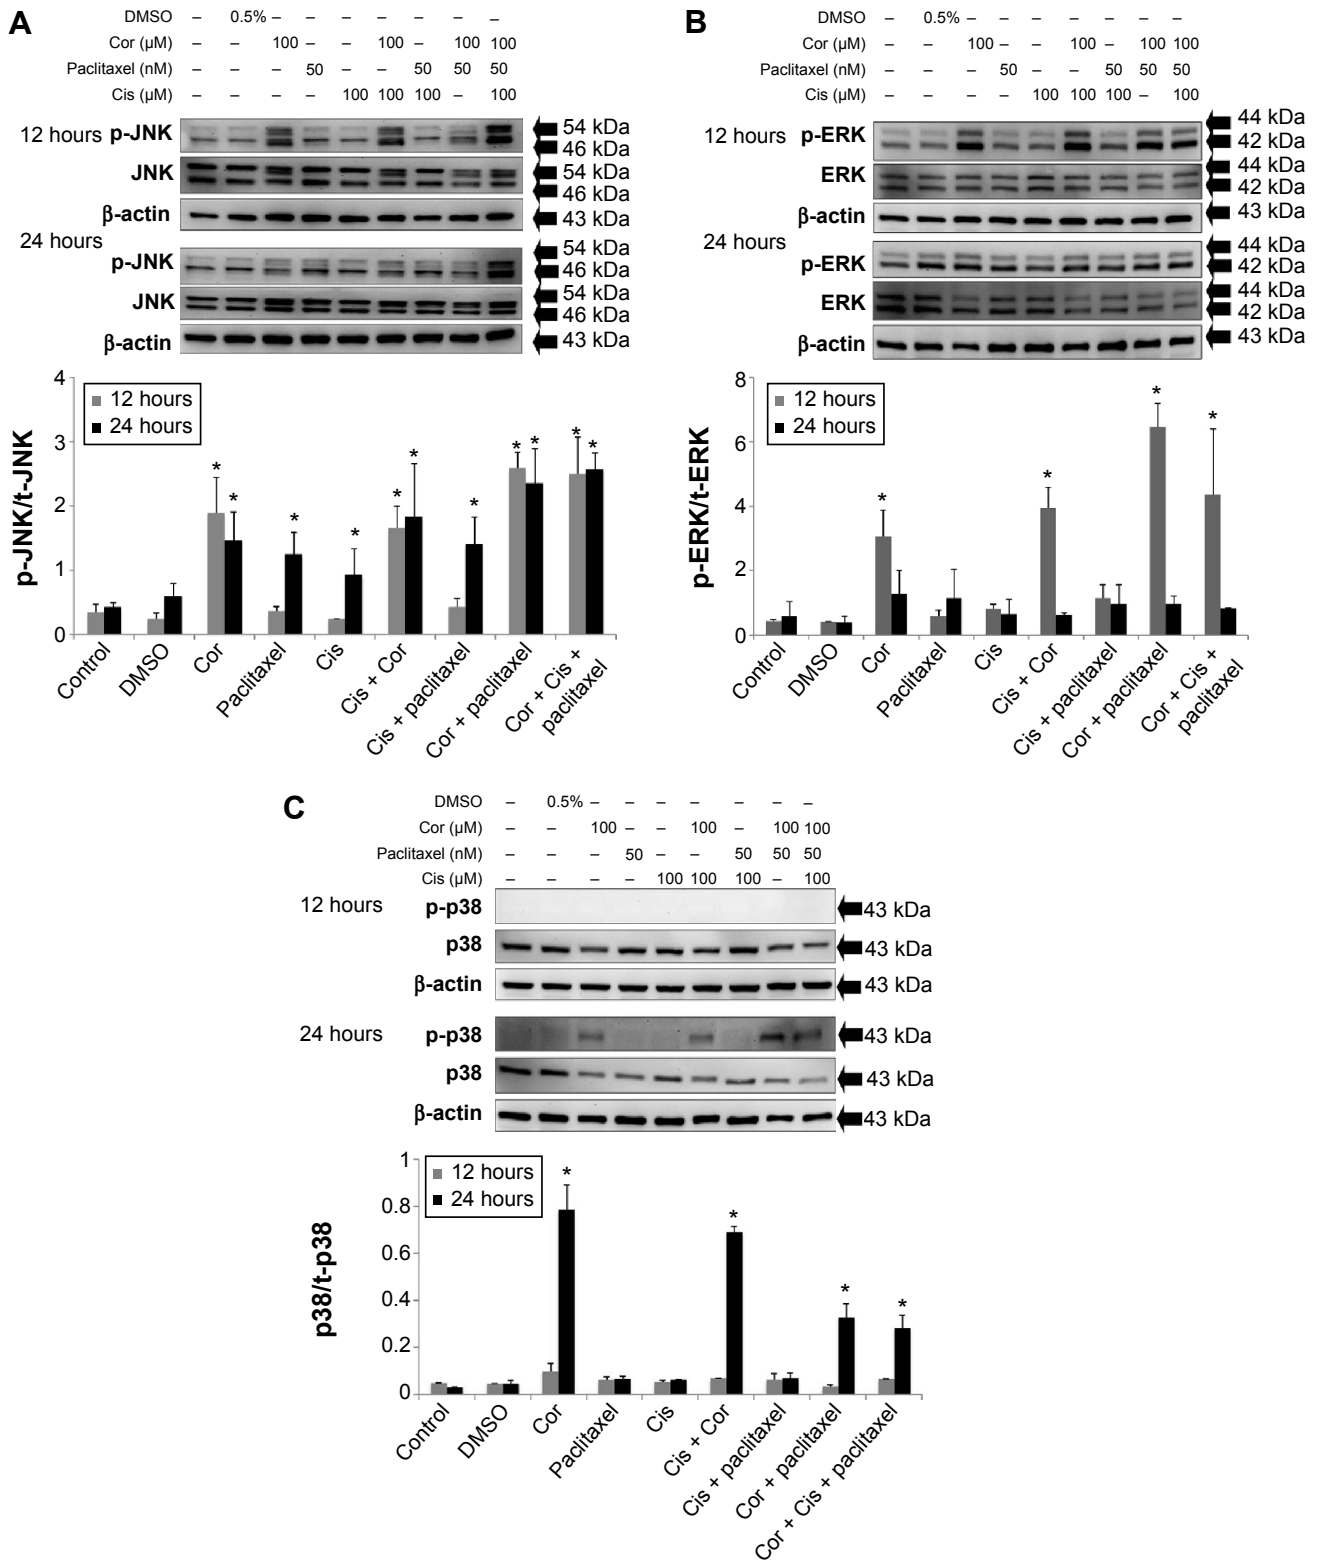 A
DMSO – 0.5% – – – – – – –
Cor (µM) – – 100 – – 100 – 100 100
Paclitaxel (nM) – – – 50 – – 50 50 50
Cis (µM) – – – – 100 100 100 – 100
12 hours p-JNK 54 kDa
46 kDa
JNK 54 kDa
46 kDa
β-actin 43 kDa
24 hours
p-JNK 54 kDa
46 kDa
JNK 54 kDa
46 kDa
β-actin 43 kDa
4
3
2
1
0
p-JNK/t-JNK
12 hours
24 hours
* * * * * * * * * * *
Control
DMSO
Cor
Paclitaxel
Cis
Cis + Cor
Cis + paclitaxel
Cor + paclitaxel
Cor + Cis +
paclitaxel
B
DMSO – 0.5% – – – – – – –
Cor (µM) – – 100 – – 100 – 100 100
Paclitaxel (nM) – – – 50 – – 50 50 50
Cis (µM) – – – – 100 100 100 – 100
12 hours p-ERK 44 kDa
42 kDa
ERK 44 kDa
42 kDa
β-actin 43 kDa
24 hours
p-ERK 44 kDa
42 kDa
ERK 44 kDa
42 kDa
β-actin 43 kDa
8
6
4
2
0
p-ERK/t-ERK
12 hours
24 hours
* * * *
Control
DMSO
Cor
Paclitaxel
Cis
Cis + Cor
Cis + paclitaxel
Cor + paclitaxel
Cor + Cis +
paclitaxel
C
DMSO – 0.5% – – – – – – –
Cor (µM) – – 100 – – 100 – 100 100
Paclitaxel (nM) – – – 50 – – 50 50 50
Cis (µM) – – – – 100 100 100 – 100
12 hours p-p38 43 kDa
p38 43 kDa
β-actin 43 kDa
24 hours p-p38 43 kDa
p38 43 kDa
β-actin 43 kDa
1
0.8
0.6
0.4
0.2
0
p38/t-p38
12 hours
24 hours
* * * *
Control
DMSO
Cor
Paclitaxel
Cis
Cis + Cor
Cis + paclitaxel
Cor + paclitaxel
Cor + Cis + paclitaxel